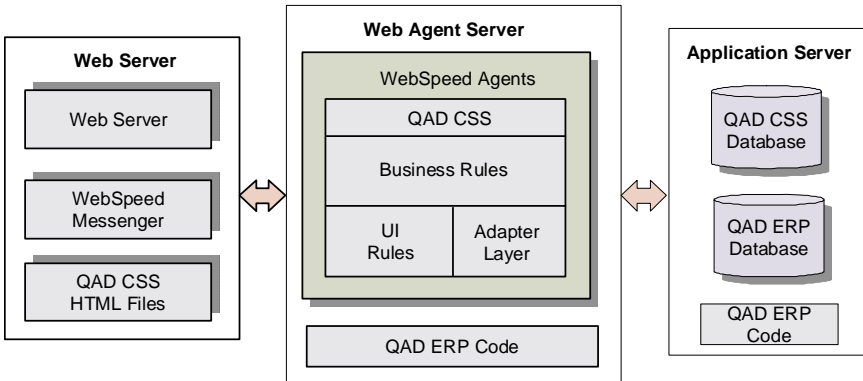 Web Server
Web Server
WebSpeed
Messenger
QAD CSS
HTML Files
Web Agent Server
WebSpeed Agents
QAD CSS
Business Rules
UI
Rules
Adapter
Layer
QAD ERP Code
Application Server
QAD CSS
Database
QAD ERP
Database
QAD ERP
Code